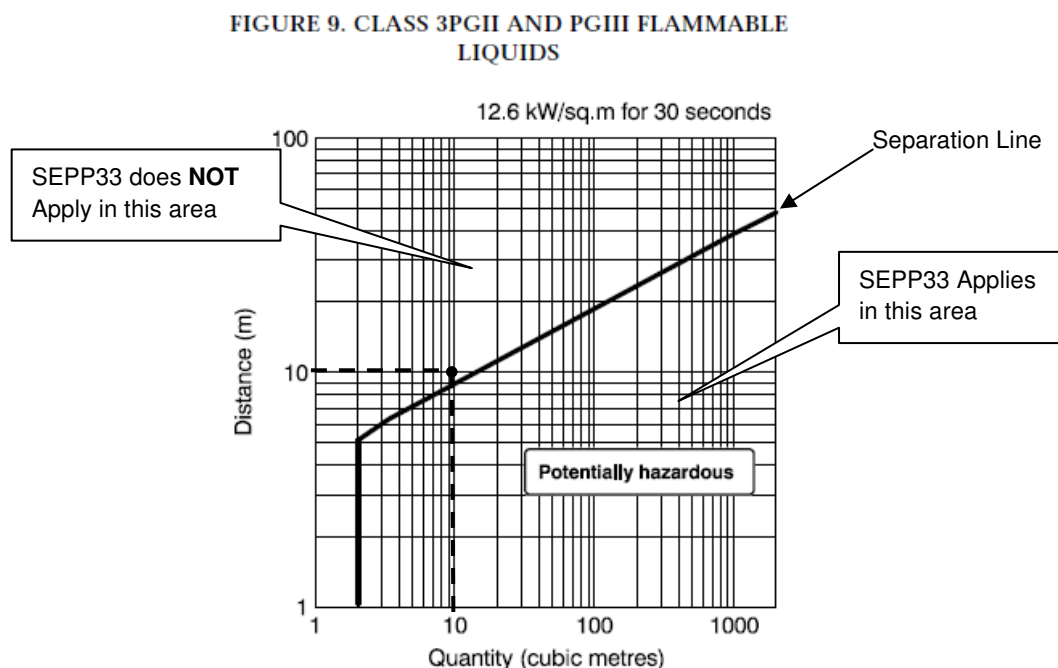 FIGURE 9. CLASS 3PGII AND PGIII FLAMMABLE
LIQUIDS
12.6 kW/sq.m for 30 seconds
100
Separation Line
SEPP33 does NOT
Apply in this area
SEPP33 Applies
in this area
Distance (m)
10
Potentially hazardous
1
1
10
100
1000
Quantity (cubic metres)